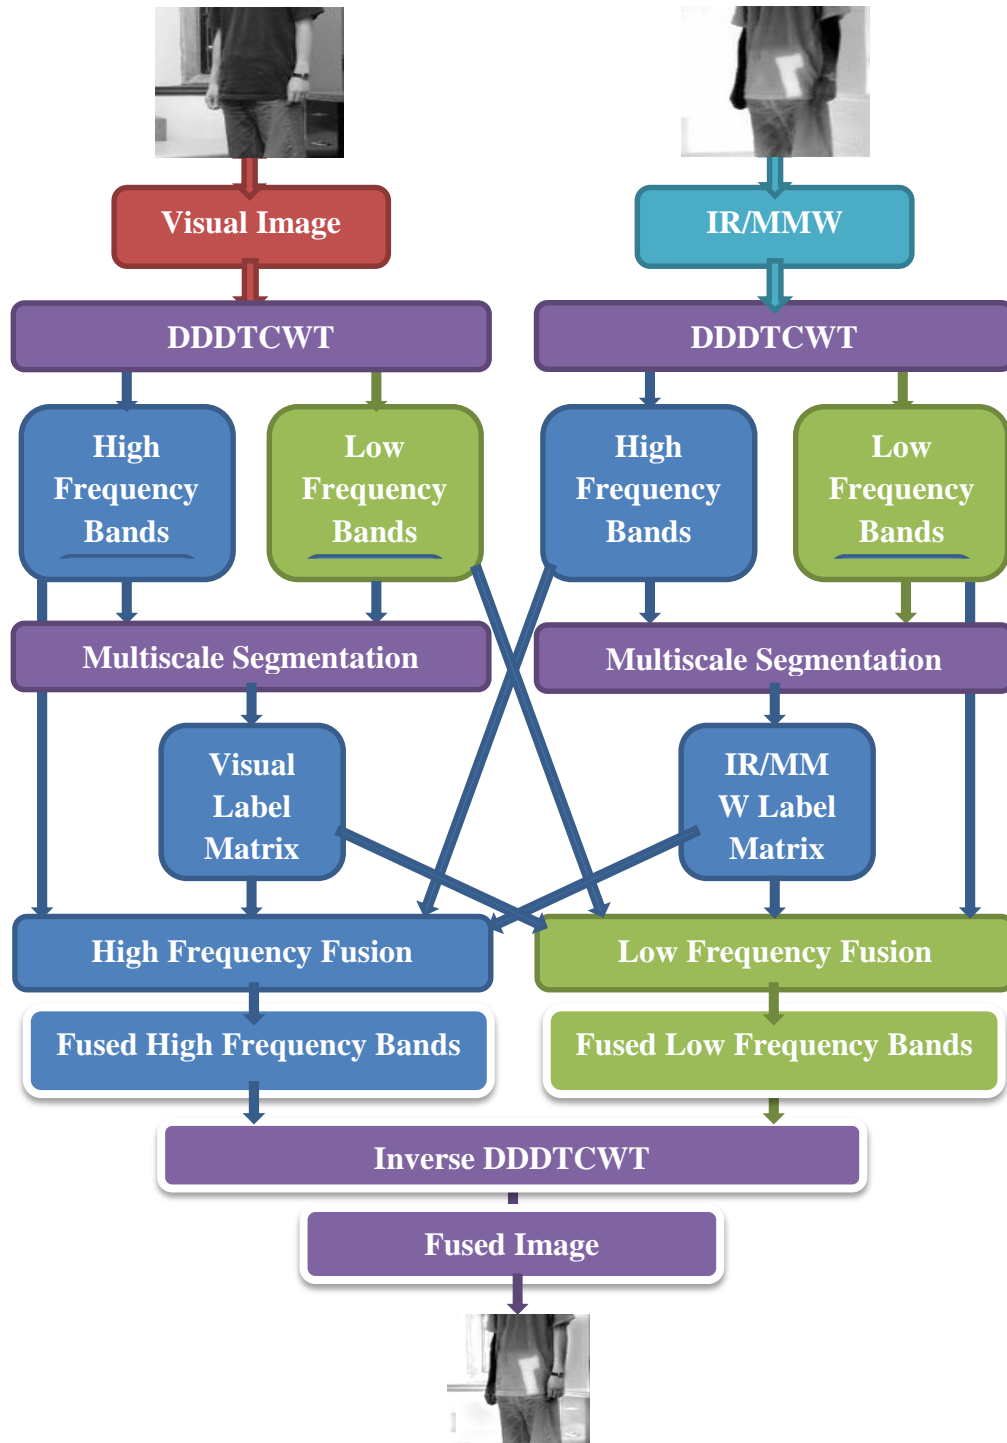 Visual Image
IR/MMW
DDDTCWT
DDDTCWT
High
Frequency
Bands
Low
Frequency
Bands
High
Frequency
Bands
Low
Frequency
Bands
Multiscale Segmentation
Multiscale Segmentation
Visual
Label
Matrix
IR/MM
W Label
Matrix
High Frequency Fusion
Low Frequency Fusion
Fused High Frequency Bands
Fused Low Frequency Bands
Inverse DDDTCWT
Fused Image